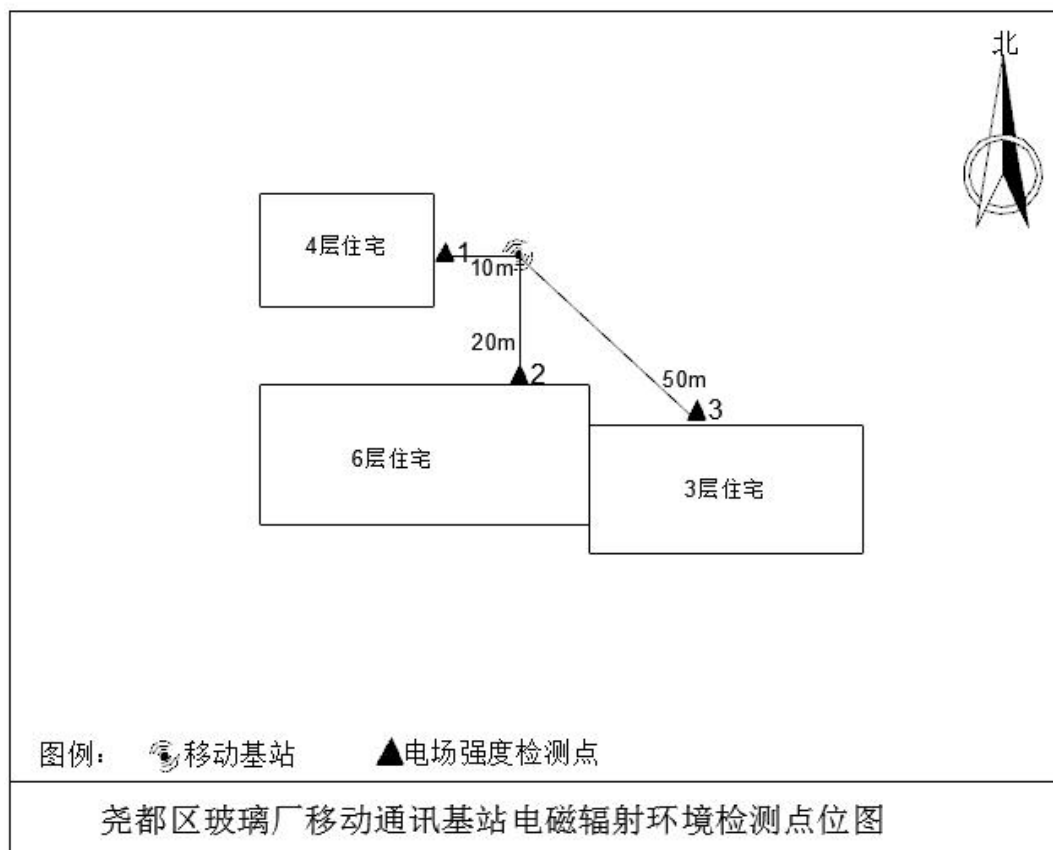 北
4层住宅
1
10m
20m
2
50m
3
6层住宅
3层住宅
图例： 移动基站 电场强度检测点
尧都区玻璃厂移动通讯基站电磁辐射环境检测点位图